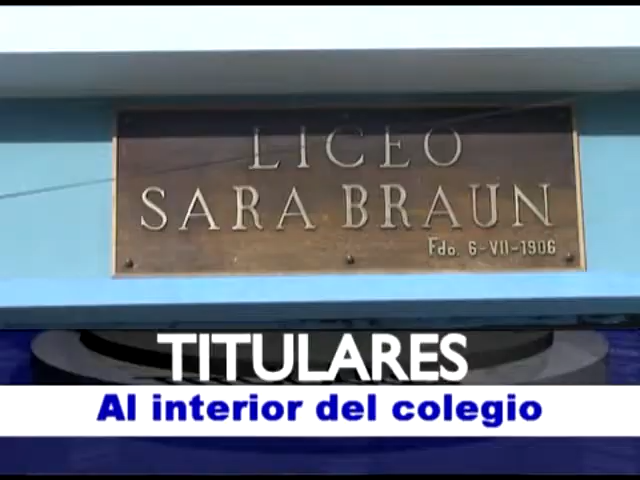 LICEO
SARA BRAUN
Fdo. 6-VII-1906
TITULARES
Al interior del colegio